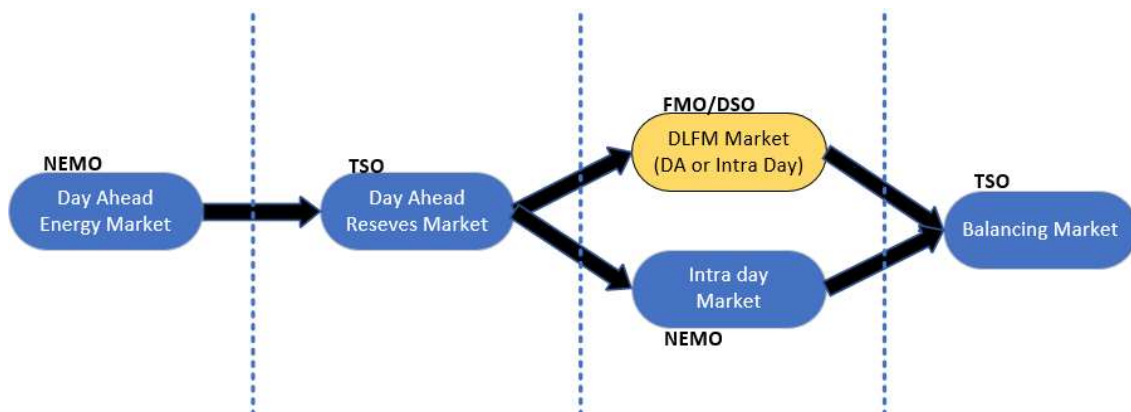 NEMO
Day Ahead
Energy Market
TSO
Day Ahead
Reseves Market
FMO/DSO
DLFM Market
(DA or Intra Day)
Intra day
Market
NEMO
TSO
Balancing Market